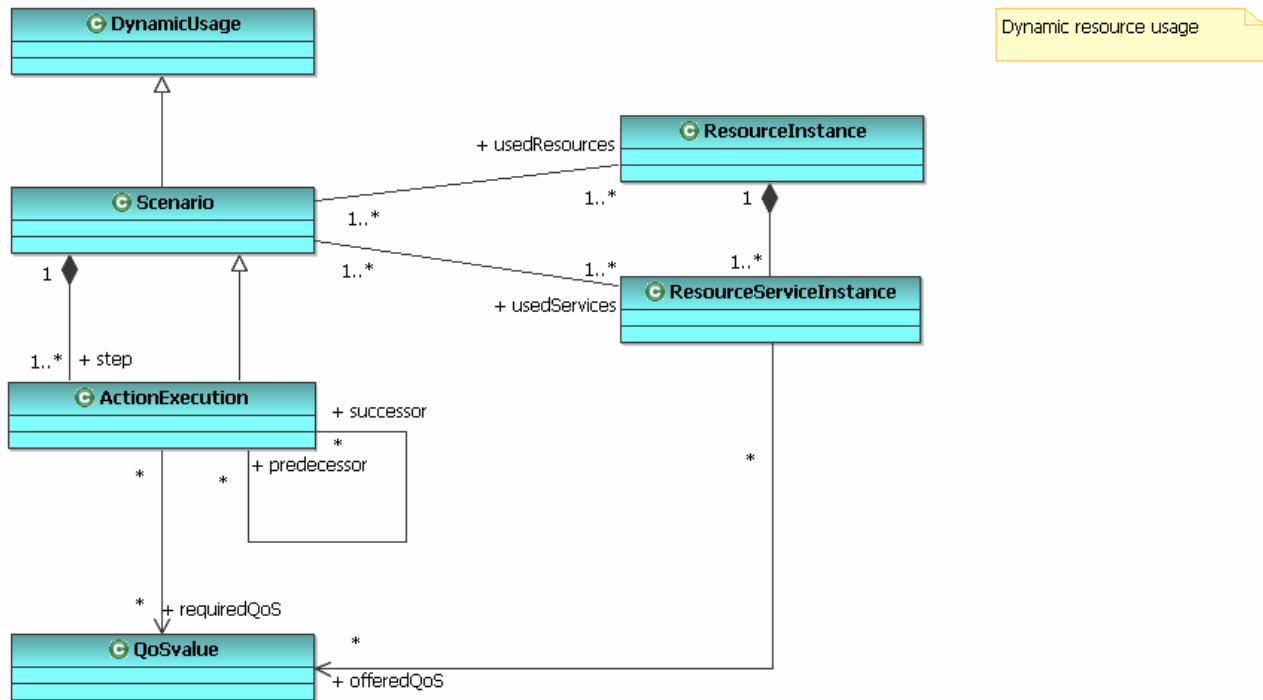 DynamicUsage
Dynamic resource usage
ResourceInstance
+ usedResources
Scenario
1..*
1..*
1
1
1..*
1..*
1..*
ResourceServiceInstance
+ usedServices
1..*
+ step
ActionExecution
+ successor
*
*
+ predecessor
*
*
*
+ requiredQoS
QoSvalue
*
+ offeredQoS